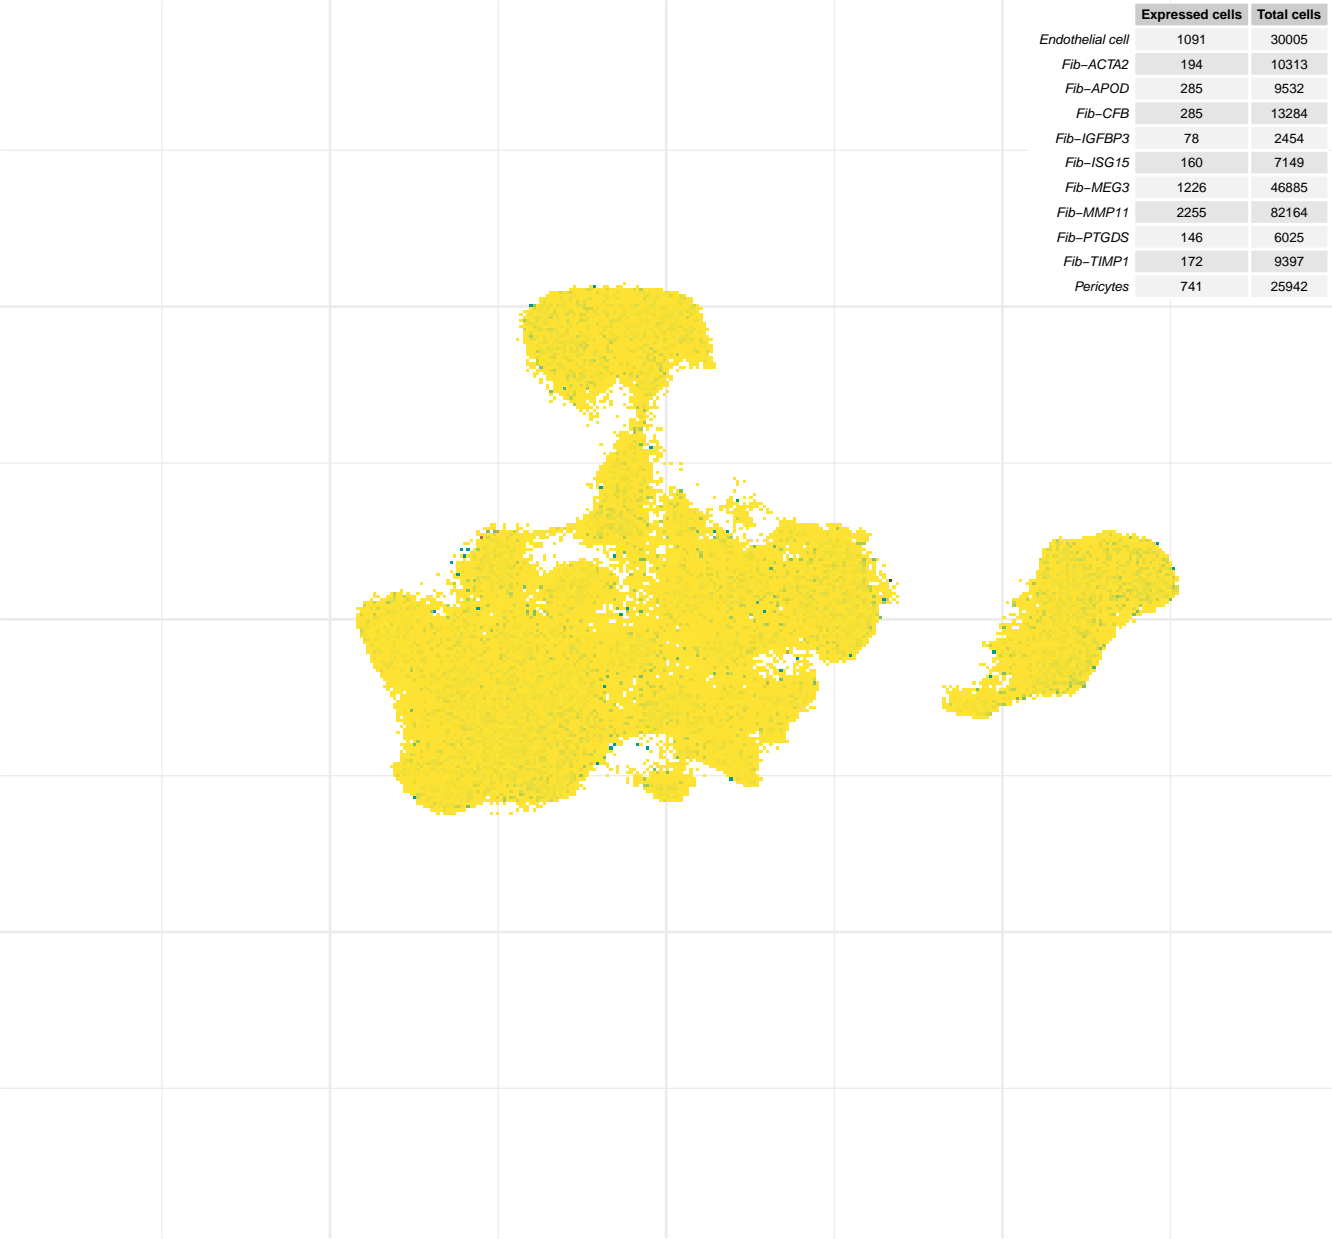 Expressed cells Total cells
Endothelial cell 1091 30005
Fib−ACTA2 194 10313
Fib−APOD 285 9532
Fib−CFB 285 13284
Fib−IGFBP3 78 2454
Fib−ISG15 160 7149
Fib−MEG3 1226 46885
Fib−MMP11 2255 82164
Fib−PTGDS 146 6025
Fib−TIMP1 172 9397
Pericytes 741 25942